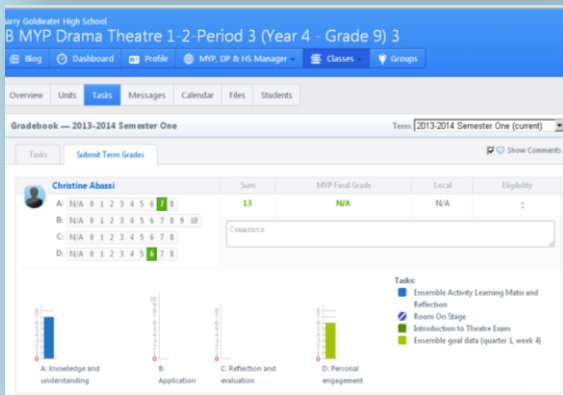 arry Goldwater High School
B MYP Drama Theatre 1-2-Period 3 (Year 4 - Grade 9) 3
Blog Dashboard Profile MYP, DP & HS Manager Classes Groups
Overview Units Tasks Messages Calendar Files Students
Gradebook — 2013-2014 Semester One Term: 2013-2014 Semester One (current)
Tasks Submit Term Grades Show Comments
Christine Abassi Sum MYP Final Grade Local Eligibility
A: N/A 0 1 2 3 4 5 6 7 8 13 N/A N/A
B: N/A 0 1 2 3 4 5 6 7 8 9 10
Comments
C: N/A 0 1 2 3 4 5 6 7 8
D: N/A 0 1 2 3 4 5 6 7 8
Tasks:
Ensemble Activity Learning Matix and
Reflection
Room On Stage
Introduction to Theatre Exam
Ensemble goal data (quarter 1, week 4)
A: Knowledge and
understanding
B:
Application
C: Reflection and
evaluation
D: Personal
engagement